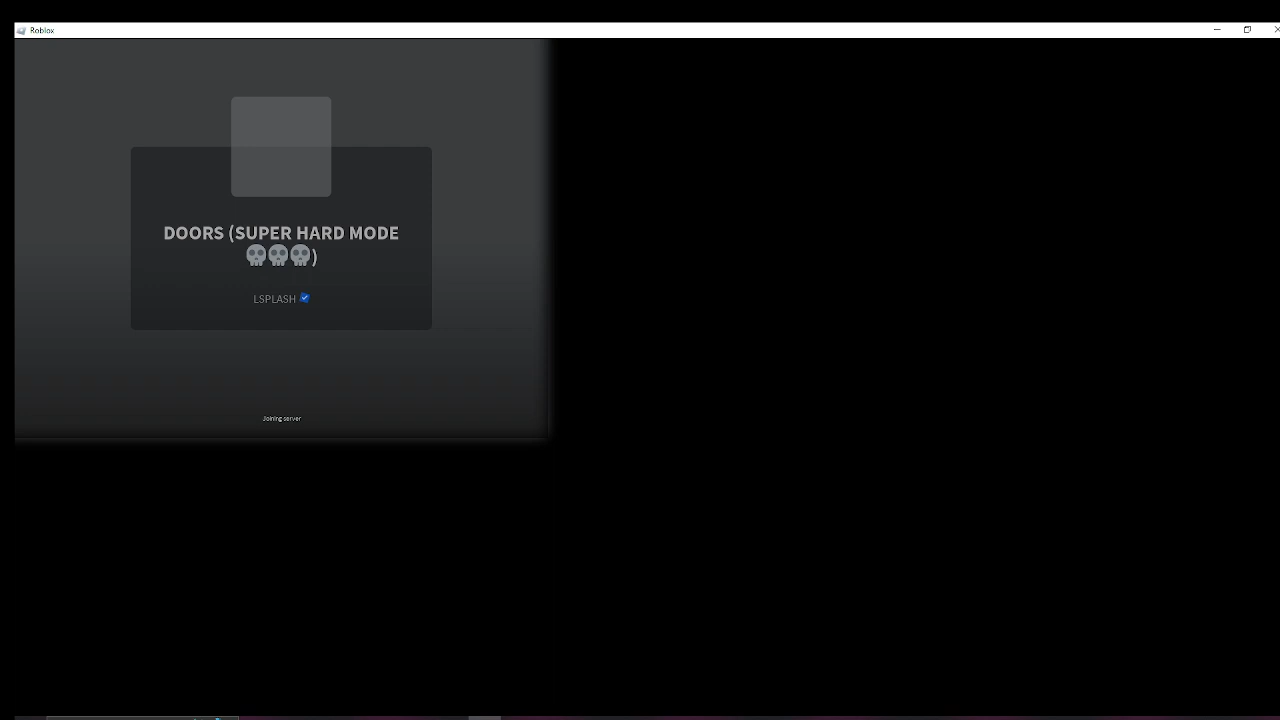 Roblox
DOORS (SUPER HARD MODE
💀💀💀)
LSPLASH
Joining server